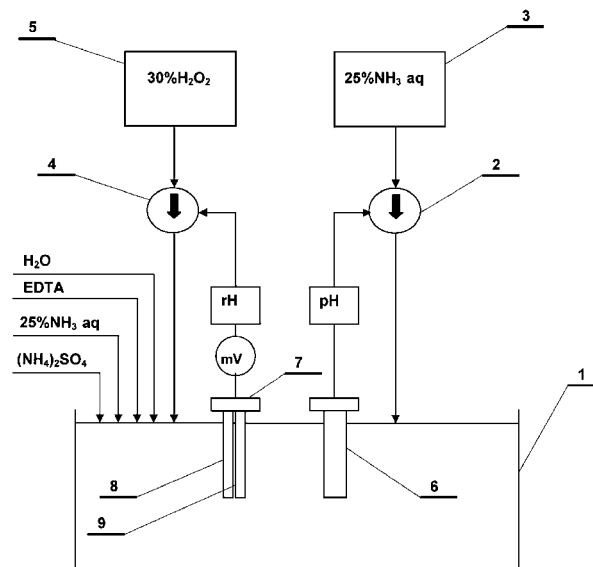 5
3
30%H₂O₂
25%NH₃ aq
4
2
H₂O
EDTA
25%NH₃ aq
(NH₄)₂SO₄
rH
pH
mV
7
1
8
9
6